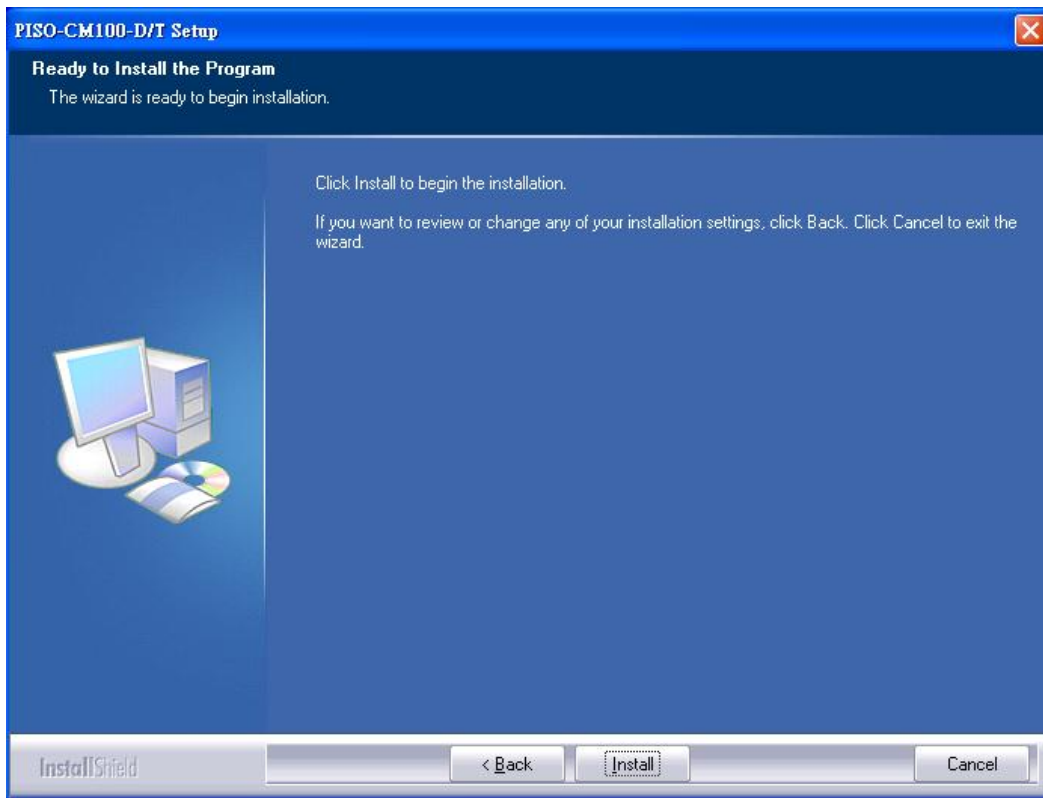 PISO-CM100-D/T Setup
Ready to Install the Program
The wizard is ready to begin installation.
Click Install to begin the installation.
If you want to review or change any of your installation settings, click Back. Click Cancel to exit the
wizard.
InstallShield
< Back
Install
Cancel